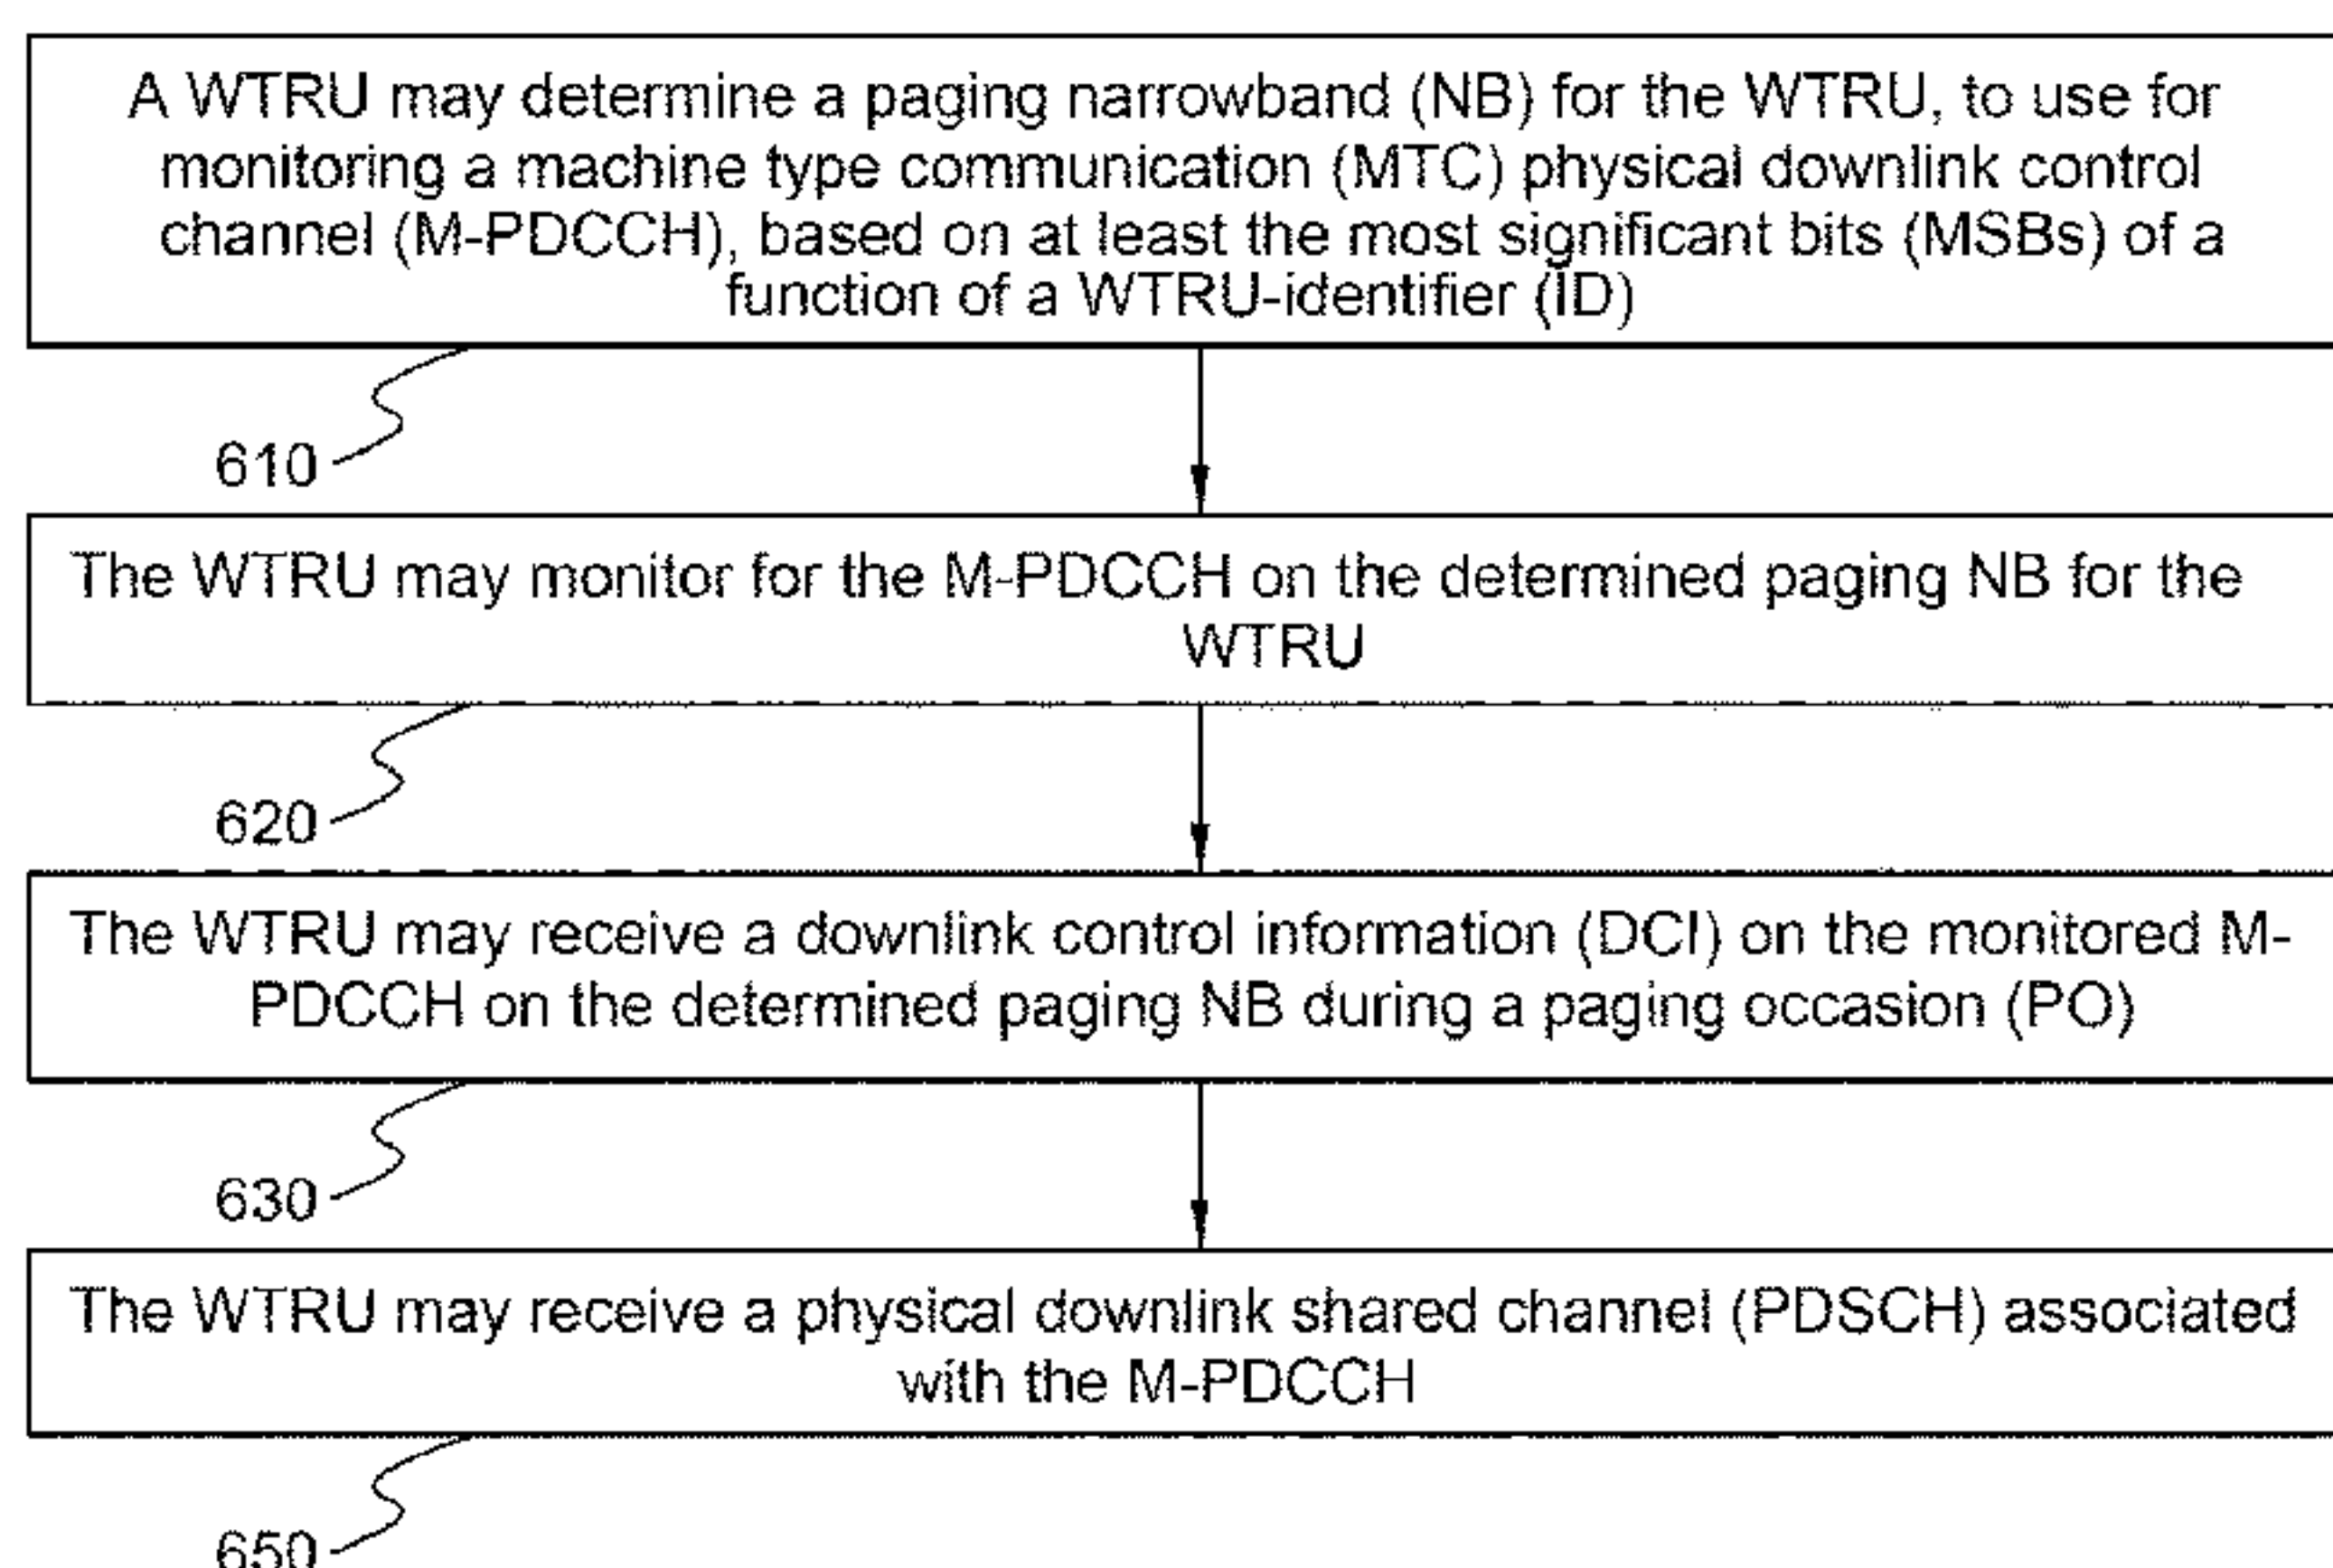 A WTRU may determine a paging narrowband (NB) for the WTRU, to use for
monitoring a machine type communication (MTC) physical downlink control
channel (M-PDCCH), based on at least the most significant bits (MSBs) of a
function of a WTRU-identifier (ID)
610
The WTRU may monitor for the M-PDCCH on the determined paging NB for the
WTRU
620
The WTRU may receive a downlink control information (DCI) on the monitored M-
PDCCH on the determined paging NB during a paging occasion (PO)
630
The WTRU may receive a physical downlink shared channel (PDSCH) associated
with the M-PDCCH
650